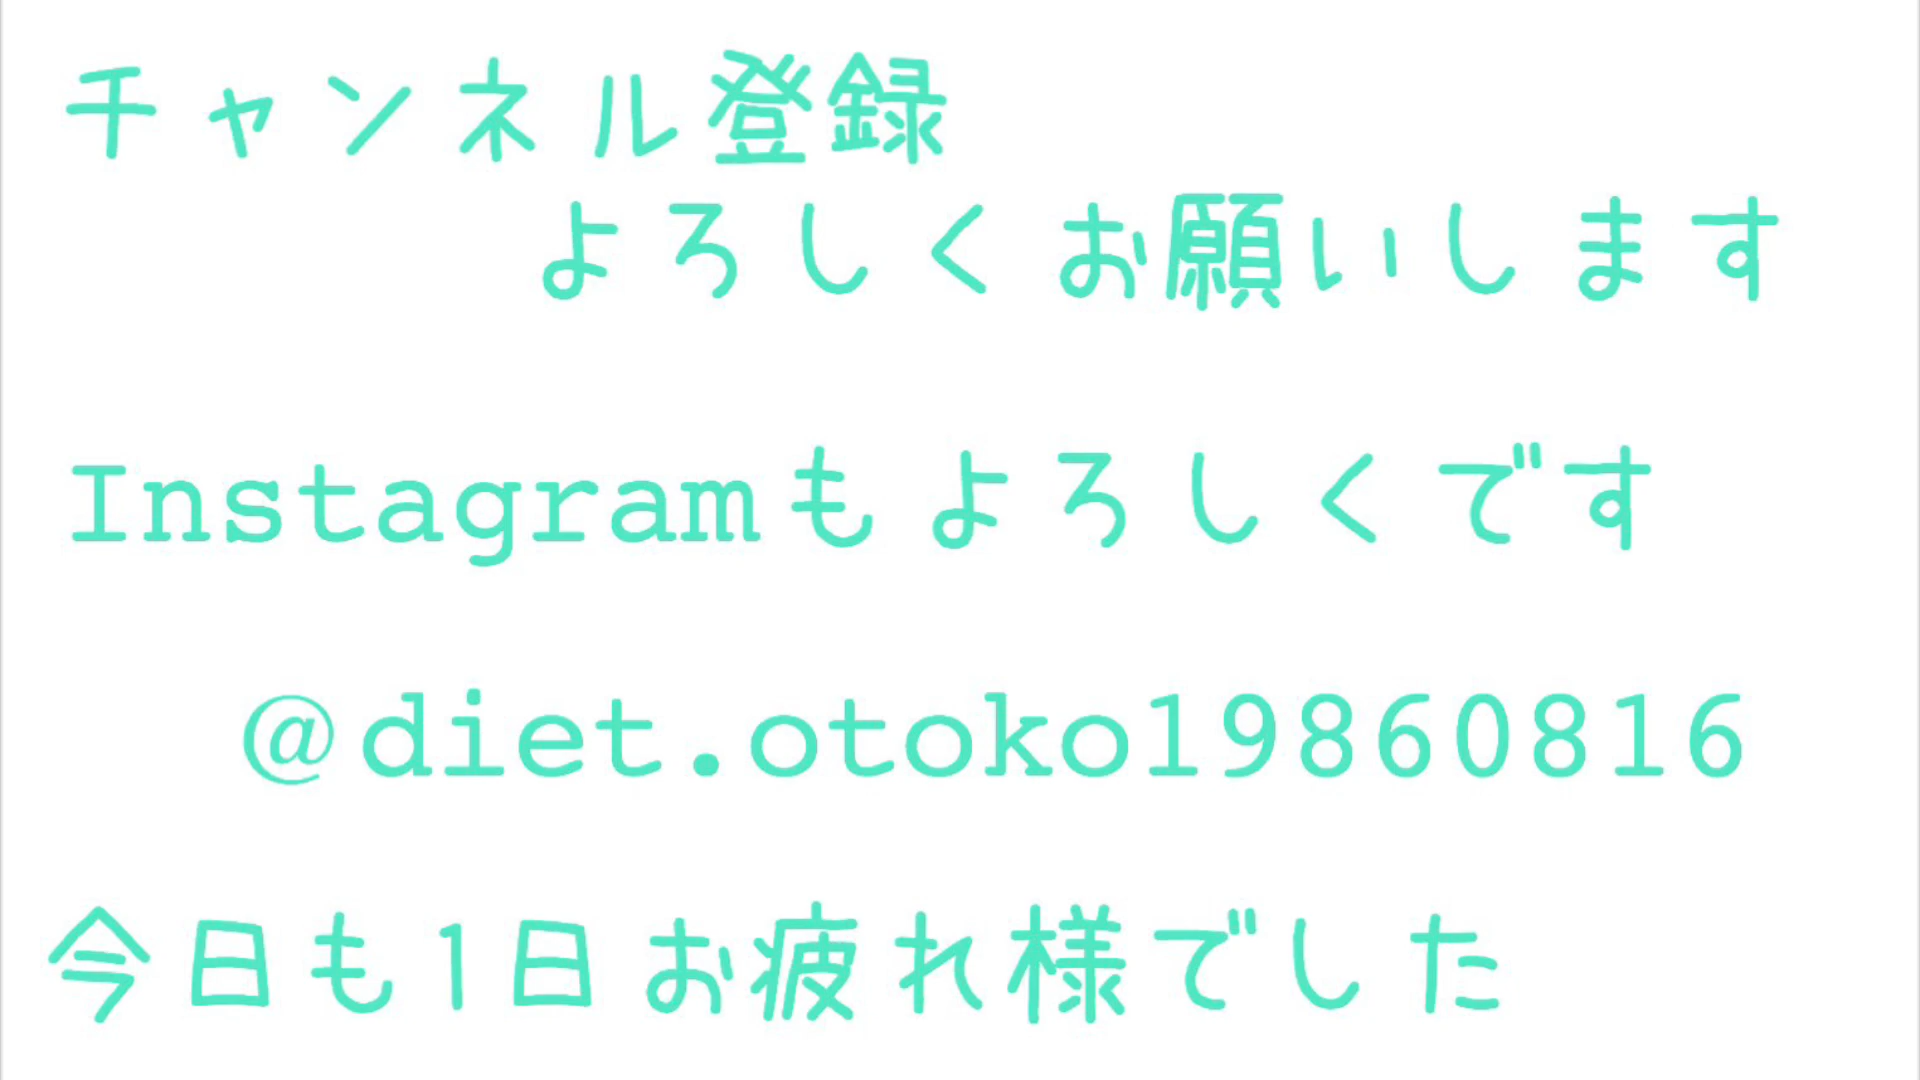 チャンネル登録
よろしくお願いします
Instagramもよろしくです
@diet.otoko19860816
今日も1日お疲れ様でした